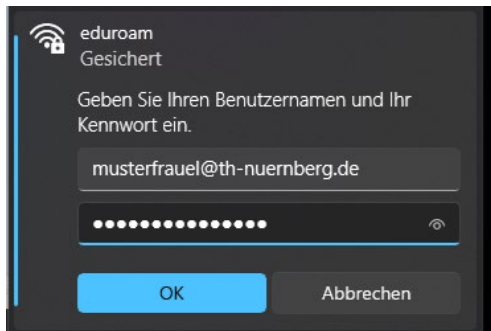 eduroam
Gesichert
Geben Sie Ihren Benutzernamen und Ihr
Kennwort ein.
musterfrauel@th-nuernberg.de
●●●●●●●●●●●●●●●
OK
Abbrechen